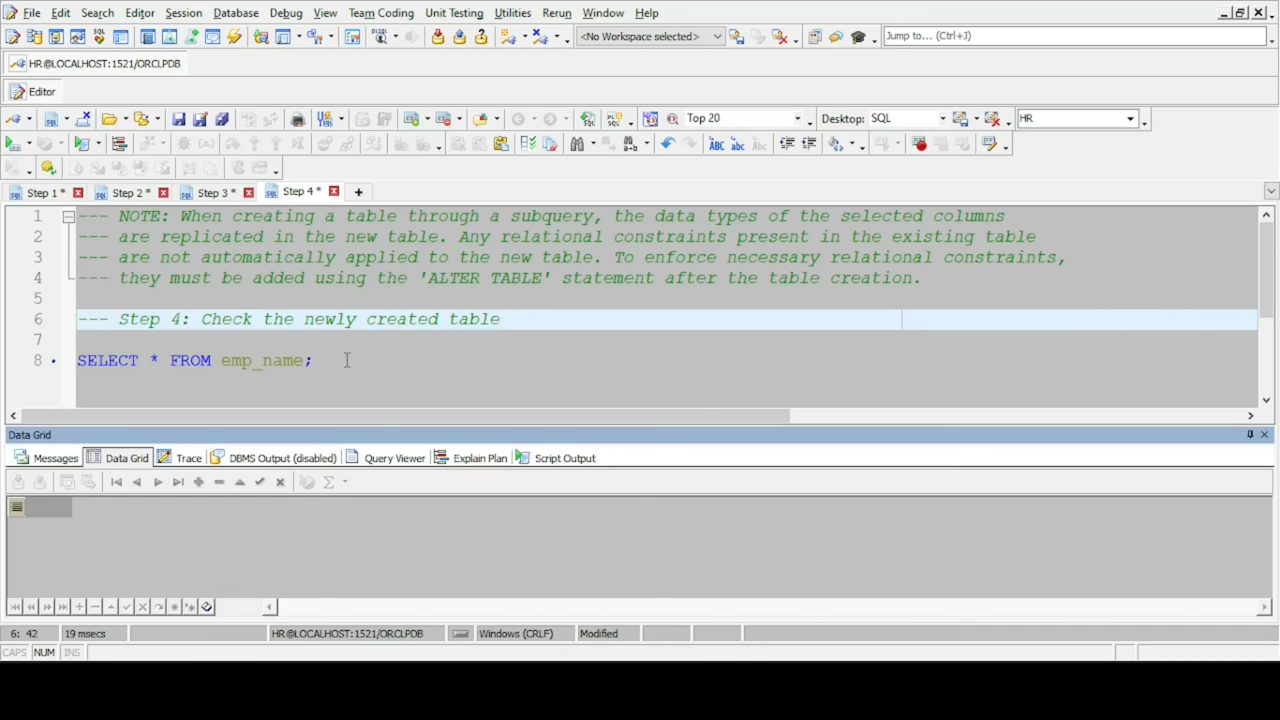 File Edit Search Editor Session Database Debug View Team Coding Unit Testing Utilities Rerun Window Help
<No Workspace selected> Jump to... (Ctrl+J)
HR@LOCALHOST:1521/ORCLPDB
Editor
Top 20 Desktop: SQL HR
Step 1 * Step 2 * Step 3 * Step 4 * +
1 --- NOTE: When creating a table through a subquery, the data types of the selected columns
2 --- are replicated in the new table. Any relational constraints present in the existing table
3 --- are not automatically applied to the new table. To enforce necessary relational constraints,
4 --- they must be added using the 'ALTER TABLE' statement after the table creation.
5
6 --- Step 4: Check the newly created table
7
8 SELECT * FROM emp_name;
Data Grid
Messages Data Grid Trace DBMS Output (disabled) Query Viewer Explain Plan Script Output
6: 42 19 msecs HR@LOCALHOST:1521/ORCLPDB Windows (CRLF) Modified
CAPS NUM INS